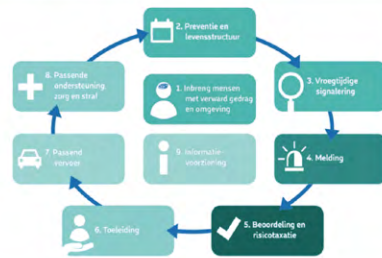 2. Preventie en
levensstructuur
8. Passende
ondersteuning,
zorg en straf
1. Inbreng mensen
met verward gedrag
en omgeving
3. Vroegtijdige
signalering
7. Passend
vervoer
9. Informatie-
voorziening
4. Melding
6. Toeleiding
5. Beoordeling en
risicotaxatie